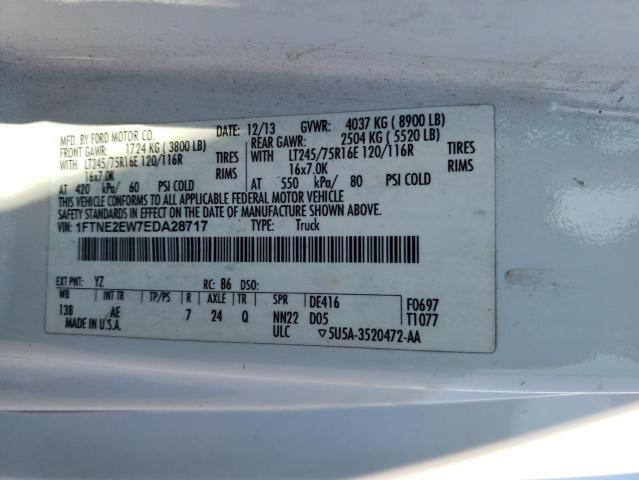 MFD. BY FORD MOTOR CO. DATE: 12/13 GVWR: 4037 KG ( 8900 LB)
FRONT GAWR: 1724 KG ( 3800 LB) REAR GAWR: 2504 KG ( 5520 LB)
WITH LT245/75R16E 120/116R TIRES WITH LT245/75R16E 120/116R TIRES
16x7.0K RIMS 16x7.0K RIMS
AT 420 kPa/ 60 PSI COLD AT 550 kPa/ 80 PSI COLD
THIS VEHICLE CONFORMS TO ALL APPLICABLE FEDERAL MOTOR VEHICLE
SAFETY STANDARDS IN EFFECT ON THE DATE OF MANUFACTURE SHOWN ABOVE.
VIN: 1FTNE2EW7EDA28717 TYPE: Truck
EXT PNT: YZ RC: 86 DSO:
WB INT TR TP/PS R AXLE TR SPR DE416 F0697
138 AE 7 24 Q NN22 D05 T1077
MADE IN U.S.A. ULC ▽5U5A-3520472-AA